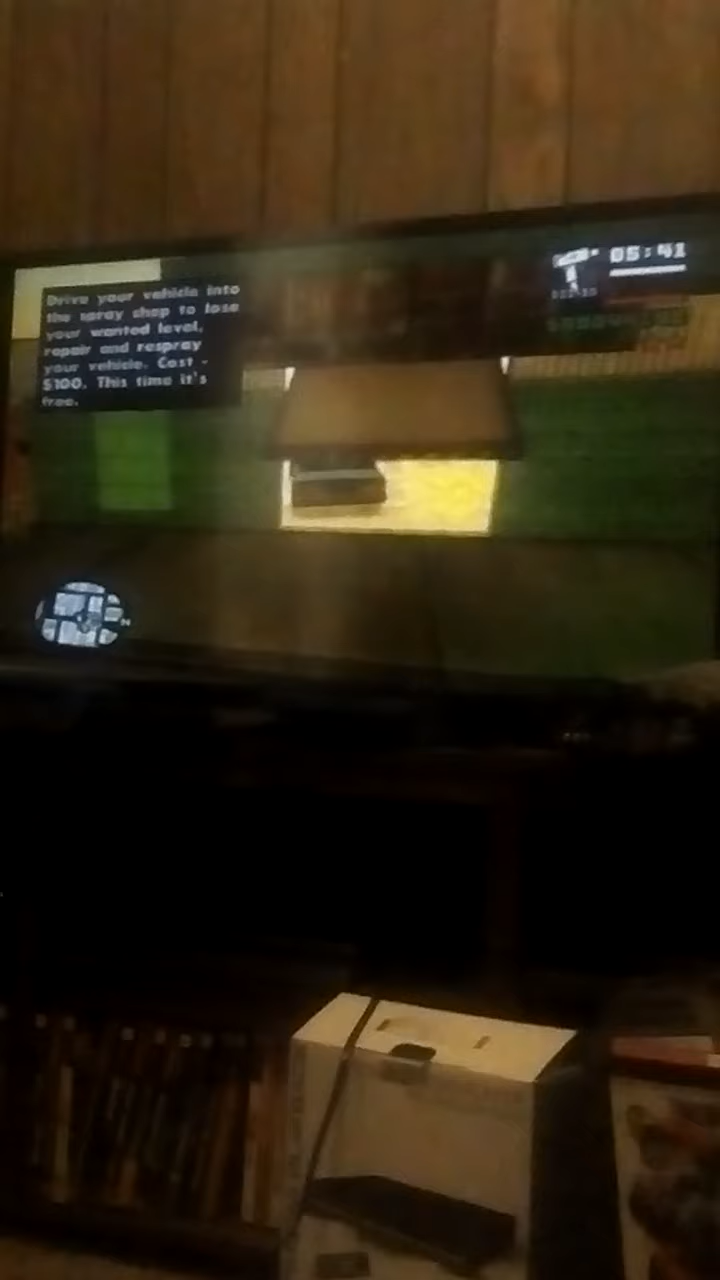 Drive your vehicle into
the spray shop to lose
your wanted level,
repair and respray
your vehicle. Cost -
$100. This time it's
free.
05:41